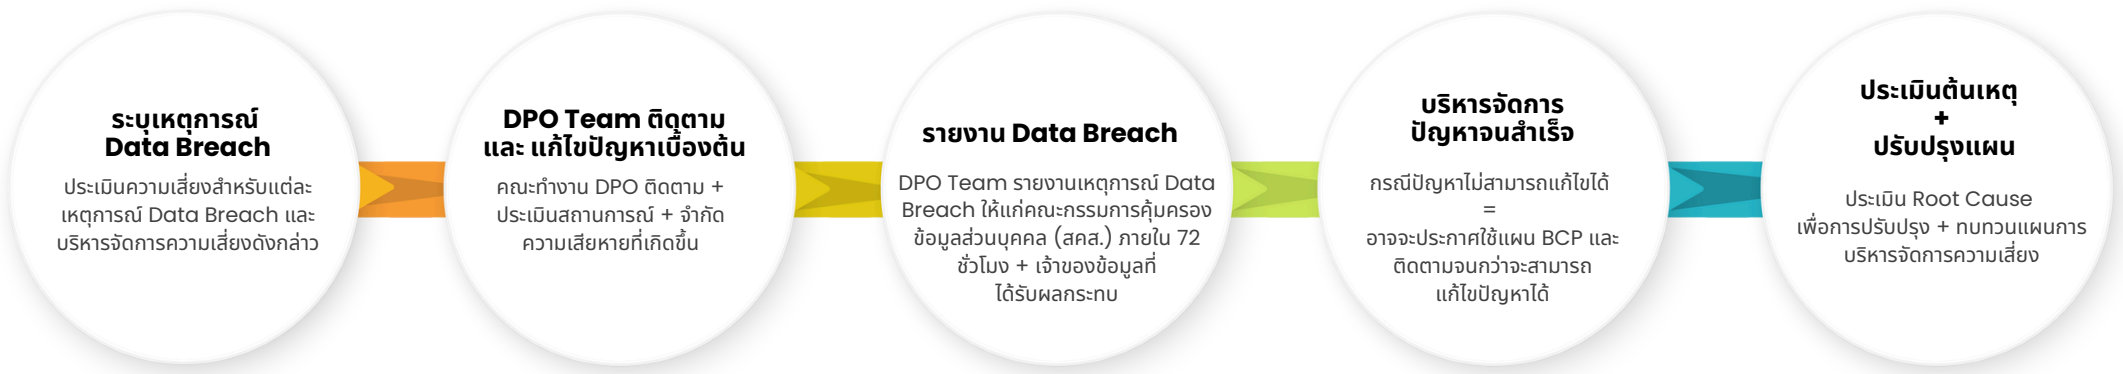 ระบุเหตุการณ์
Data Breach
ประเมินความเสี่ยงสำหรับแต่ละ
เหตุการณ์ Data Breach และ
บริหารจัดการความเสี่ยงดังกล่าว
DPO Team ติดตาม
และ แก้ไขปัญหาเบื้องต้น
คณะทำงาน DPO ติดตาม +
ประเมินสถานการณ์ + จำกัด
ความเสียหายที่เกิดขึ้น
รายงาน Data Breach
DPO Team รายงานเหตุการณ์ Data
Breach ให้แก่คณะกรรมการคุ้มครอง
ข้อมูลส่วนบุคคล (สคส.) ภายใน 72
ชั่วโมง + เจ้าของข้อมูลที่
ได้รับผลกระทบ
บริหารจัดการ
ปัญหาจนสำเร็จ
กรณีปัญหาไม่สามารถแก้ไขได้
=
อาจจะประกาศใช้แผน BCP และ
ติดตามจนกว่าจะสามารถ
แก้ไขปัญหาได้
ประเมินต้นเหตุ
+
ปรับปรุงแผน
ประเมิน Root Cause
เพื่อการปรับปรุง + ทบทวนแผนการ
บริหารจัดการความเสี่ยง